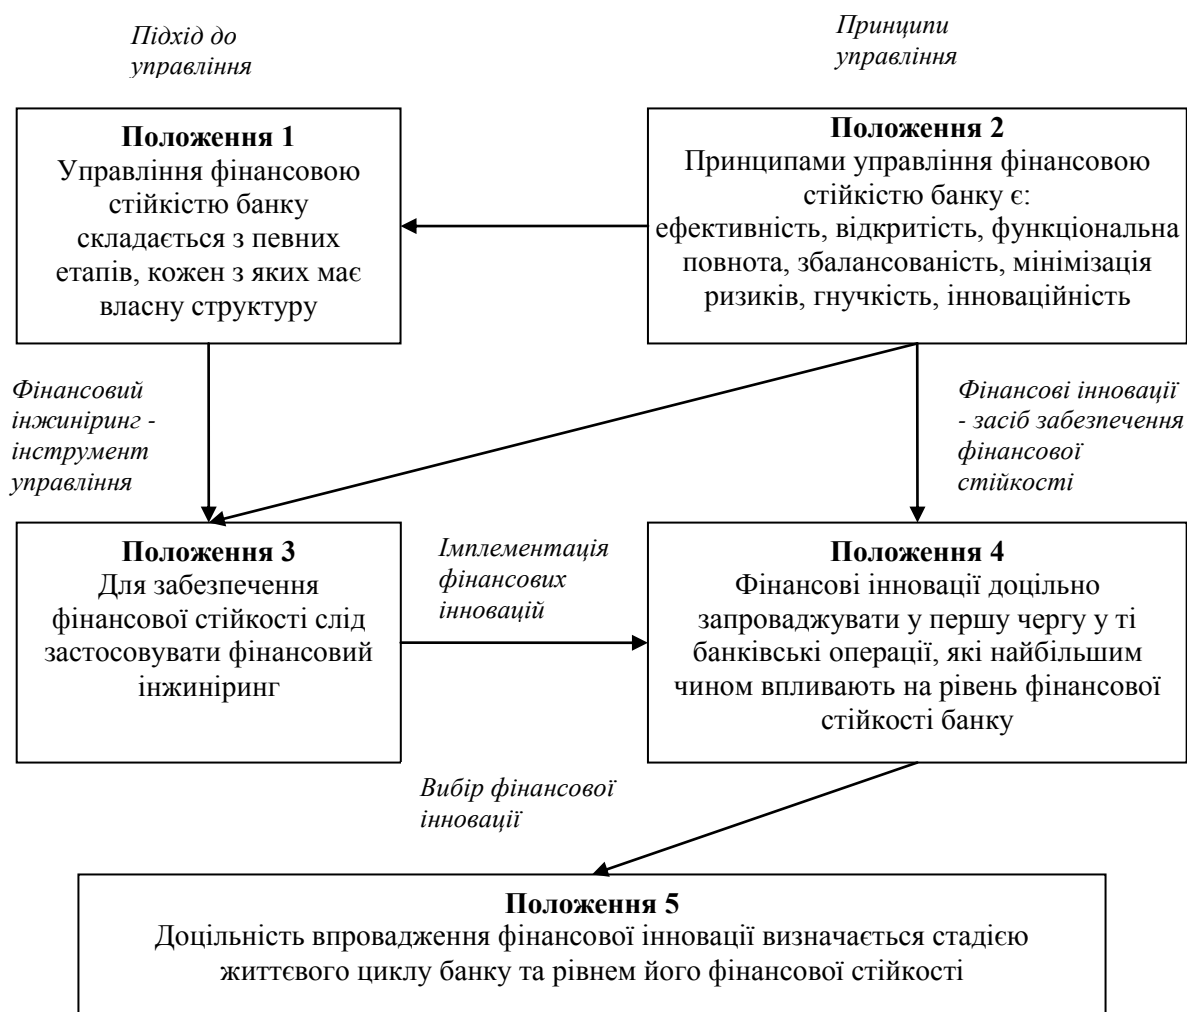 Підхід до
управління
Принципи
управління
Положення 1
Управління фінансовою
стійкістю банку
складається з певних
етапів, кожен з яких має
власну структуру
Положення 2
Принципами управління фінансовою
стійкістю банку є:
ефективність, відкритість, функціональна
повнота, збалансованість, мінімізація
ризиків, гнучкість, інноваційність
Фінансовий
інжиніринг -
інструмент
управління
Фінансові інновації
- засіб забезпечення
фінансової
стійкості
Положення 3
Для забезпечення
фінансової стійкості слід
застосовувати фінансовий
інжиніринг
Імплементація
фінансових
інновацій
Положення 4
Фінансові інновації доцільно
запроваджувати у першу чергу у ті
банківські операції, які найбільшим
чином впливають на рівень фінансової
стійкості банку
Вибір фінансової
інновації
Положення 5
Доцільність впровадження фінансової інновації визначається стадією
життєвого циклу банку та рівнем його фінансової стійкості